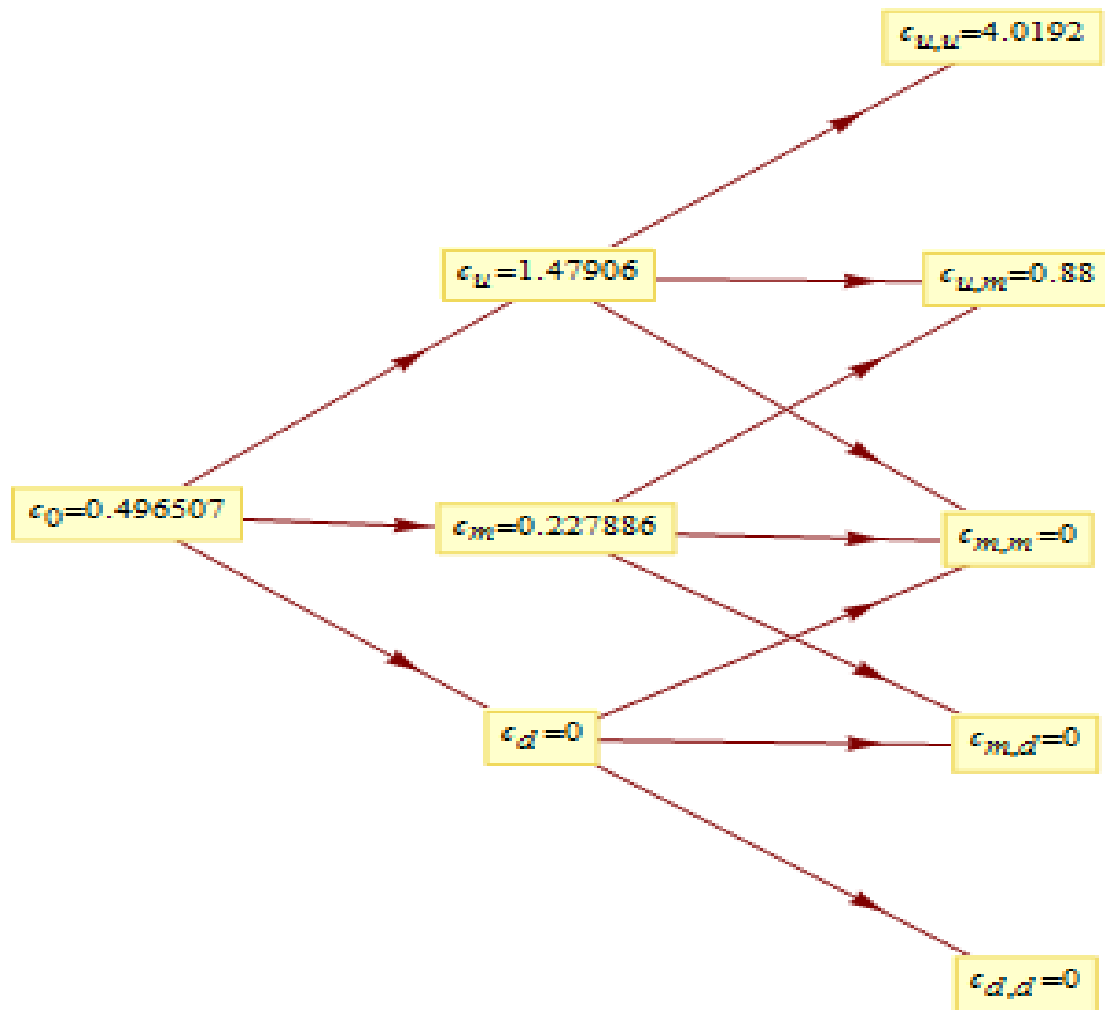 c_{u,u}=4.0192
c_u=1.47906
c_{u,m}=0.88
c_0=0.496507
c_m=0.227886
c_{m,m}=0
c_d=0
c_{m,d}=0
c_{d,d}=0